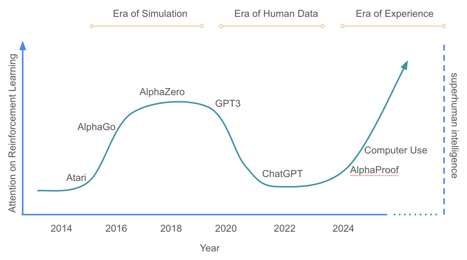 Era of Simulation
Era of Human Data
Era of Experience
Attention on Reinforcement Learning
Atari
AlphaGo
AlphaZero
GPT3
ChatGPT
Computer Use
AlphaProof
superhuman intelligence
2014
2016
2018
2020
2022
2024
Year